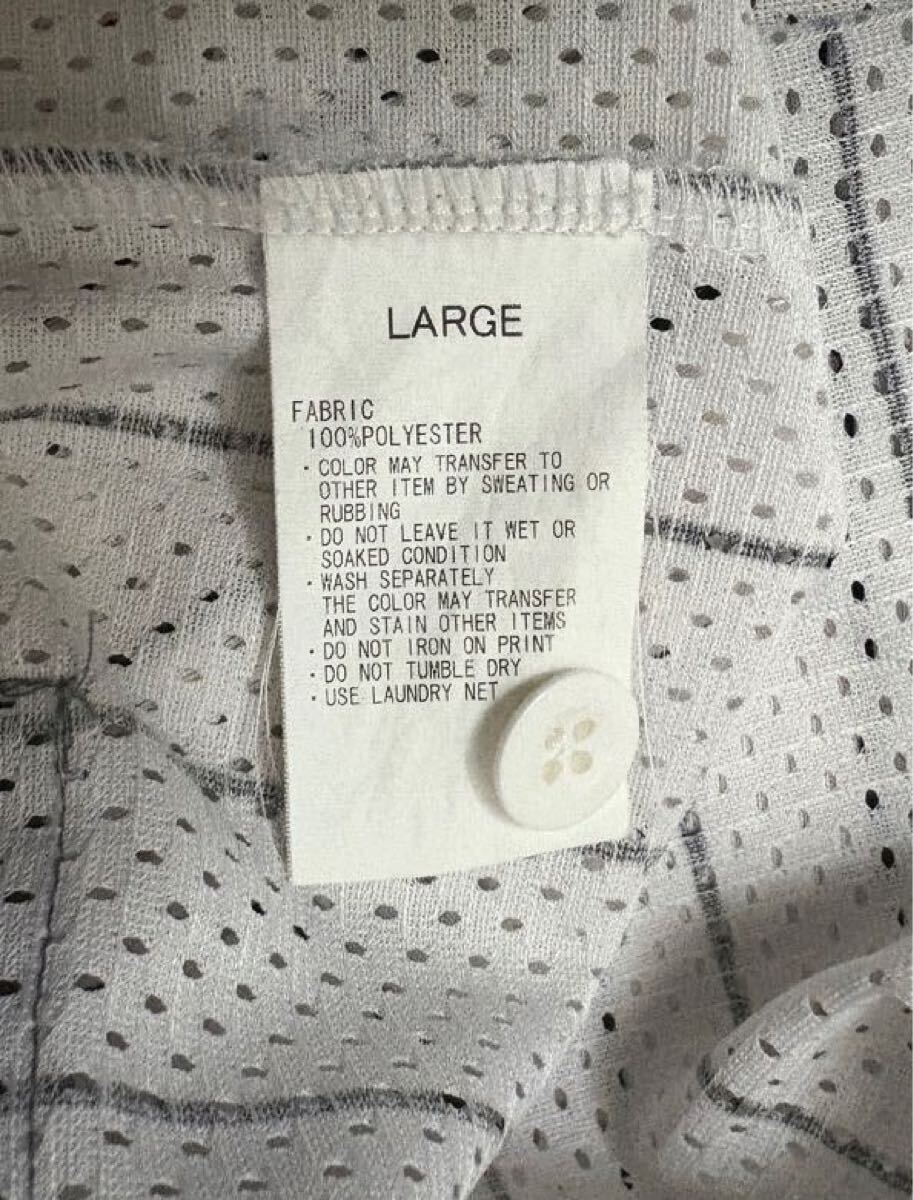 LARGE
FABRIC
100%POLYESTER
・COLOR MAY TRANSFER TO
OTHER ITEM BY SWEATING OR
RUBBING
・DO NOT LEAVE IT WET OR
SOAKED CONDITION
・WASH SEPARATELY
THE COLOR MAY TRANSFER
AND STAIN OTHER ITEMS
・DO NOT IRON ON PRINT
・DO NOT TUMBLE DRY
・USE LAUNDRY NET